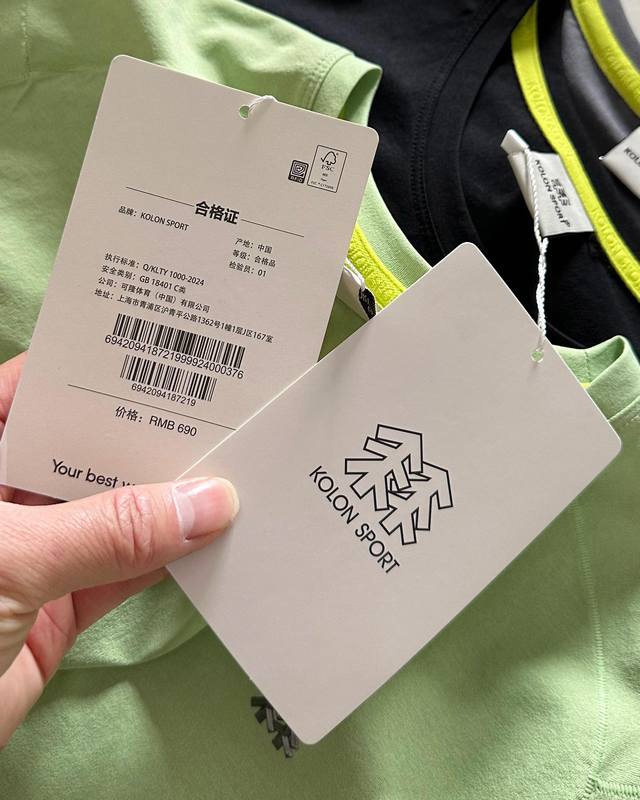 FSC
合格证
品牌：KOLON SPORT
产地：中国
等级：合格品
检验员：01
执行标准：Q/KLTY 1000-2024
安全类别：GB 18401 C类
公司：可隆体育（中国）有限公司
地址：上海市青浦区沪青平公路1362号1幢1层J区167室
69420941872199924000376
6942094187219
价格：RMB 690
Your best w
KOLON SPORT
KOLON SPORT